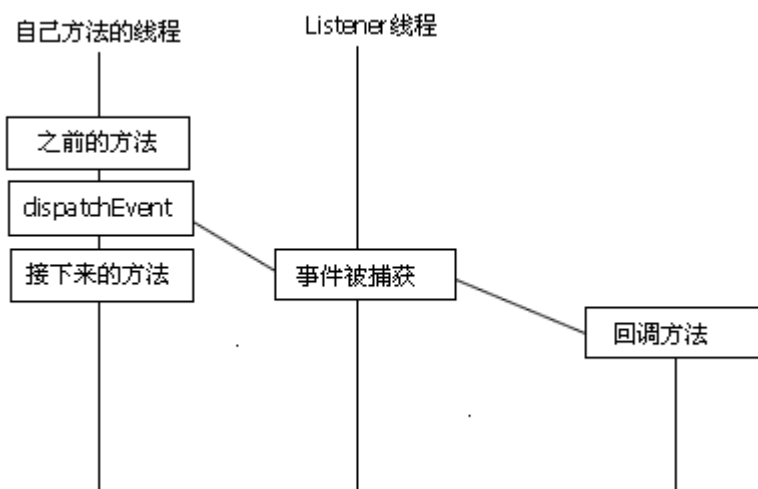 自己方法的线程
Listener线程
之前的方法
dispatchEvent
接下来的方法
事件被捕获
回调方法